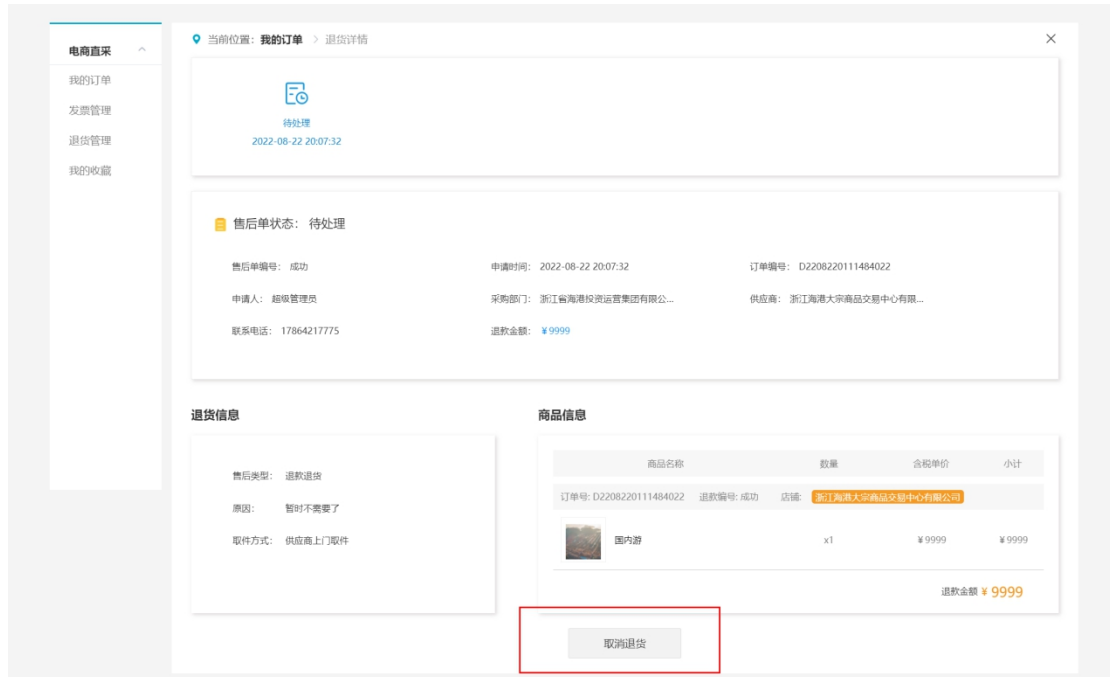 电商直采
我的订单
发票管理
退货管理
我的收藏
当前位置: 我的订单 > 退货详情
待处理
2022-08-22 20:07:32
售后单状态: 待处理
售后单编号: 成功 申请时间: 2022-08-22 20:07:32 订单编号: D2208220111484022
申请人: 超级管理员 采购部门: 浙江省海港投资运营集团有限公... 供应商: 浙江海港大宗商品交易中心有限...
联系电话: 17864217775 退款金额: ¥9999
退货信息
售后类型: 退款退货
原因: 暂时不需要了
取件方式: 供应商上门取件
商品信息
商品名称 数量 含税单价 小计
订单号: D2208220111484022 退款编号: 成功 店铺: 浙江海港大宗商品交易中心有限公司
国内游 x1 ¥9999 ¥9999
退款金额 ¥ 9999
取消退货